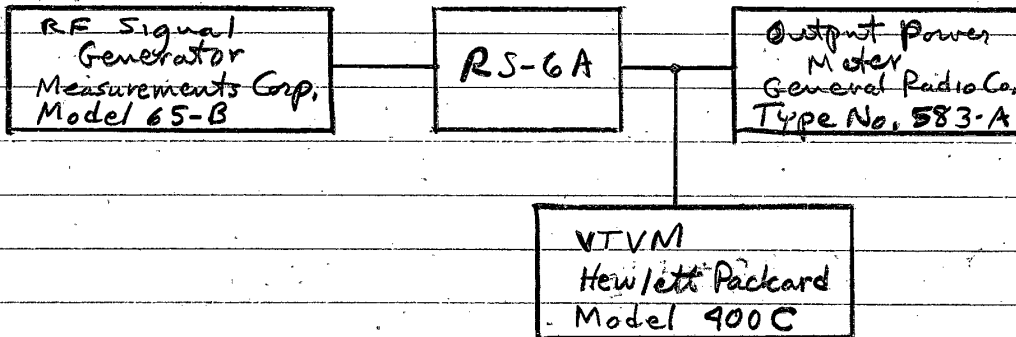 RF Signal
Generator
Measurements Corp.
Model 65-B
RS-6A
Output Power
Meter
General Radio Co.
Type No. 583-A
VTVM
Hewlett Packard
Model 400C